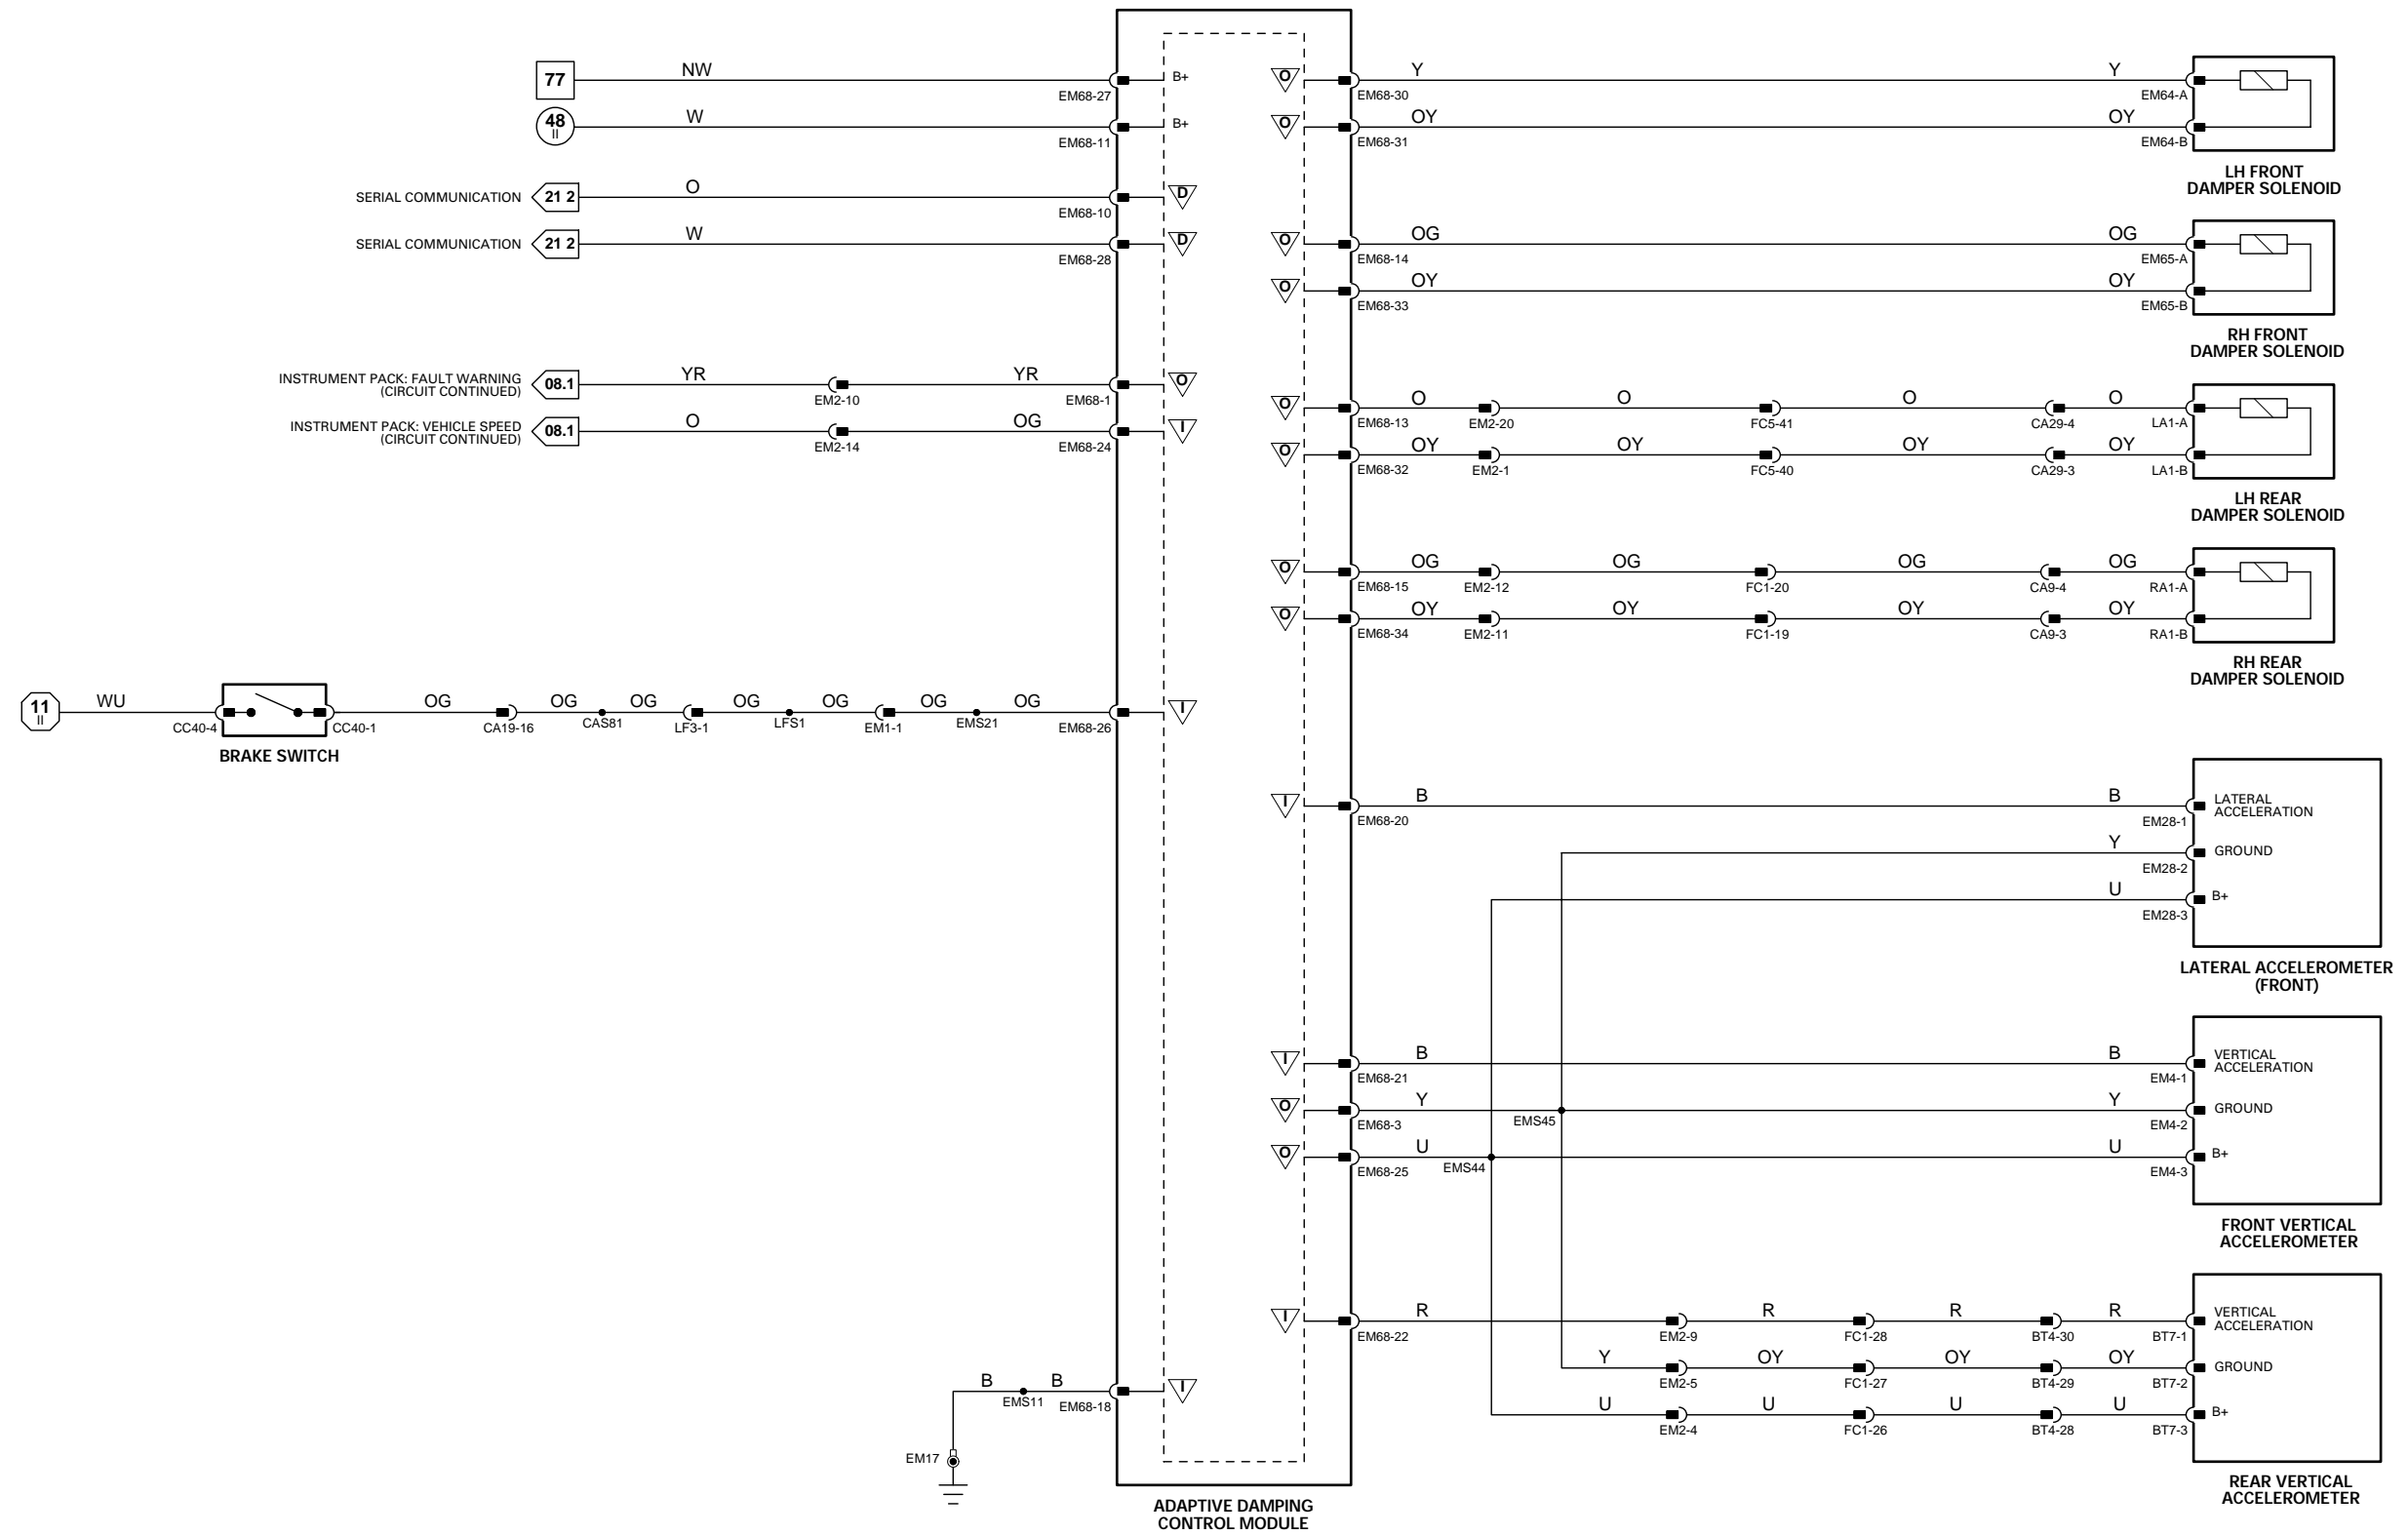 77
NW
EM68-27
B+
48
II
W
EM68-11
B+
SERIAL COMMUNICATION
21 2
O
EM68-10
D
SERIAL COMMUNICATION
21 2
W
EM68-28
D
INSTRUMENT PACK: FAULT WARNING
(CIRCUIT CONTINUED)
08.1
YR
EM2-10
YR
EM68-1
O
INSTRUMENT PACK: VEHICLE SPEED
(CIRCUIT CONTINUED)
08.1
O
EM2-14
OG
EM68-24
I
11
II
WU
CC40-4
CC40-1
BRAKE SWITCH
OG
CA19-16
OG
CAS81
OG
LF3-1
OG
LFS1
OG
EM1-1
OG
EMS21
OG
EM68-26
I
B
EMS11
B
EM68-18
I
EM17
ADAPTIVE DAMPING
CONTROL MODULE
O
EM68-30
Y
Y
EM64-A
O
EM68-31
OY
OY
EM64-B
LH FRONT
DAMPER SOLENOID
O
EM68-14
OG
OG
EM65-A
O
EM68-33
OY
OY
EM65-B
RH FRONT
DAMPER SOLENOID
O
EM68-13
O
EM2-20
O
FC5-41
O
CA29-4
O
LA1-A
O
EM68-32
OY
EM2-1
OY
FC5-40
OY
CA29-3
OY
LA1-B
LH REAR
DAMPER SOLENOID
O
EM68-15
OG
EM2-12
OG
FC1-20
OG
CA9-4
OG
RA1-A
O
EM68-34
OY
EM2-11
OY
FC1-19
OY
CA9-3
OY
RA1-B
RH REAR
DAMPER SOLENOID
I
EM68-20
B
B
EM28-1
LATERAL
ACCELERATION
Y
EM28-2
GROUND
U
EM28-3
B+
LATERAL ACCELEROMETER
(FRONT)
I
EM68-21
B
B
EM4-1
VERTICAL
ACCELERATION
O
EM68-3
Y
EMS45
Y
EM4-2
GROUND
O
EM68-25
U
EMS44
U
EM4-3
B+
FRONT VERTICAL
ACCELEROMETER
I
EM68-22
R
EM2-9
R
FC1-28
R
BT4-30
R
BT7-1
VERTICAL
ACCELERATION
Y
EM2-5
OY
FC1-27
OY
BT4-29
OY
BT7-2
GROUND
U
EM2-4
U
FC1-26
U
BT4-28
U
BT7-3
B+
REAR VERTICAL
ACCELEROMETER